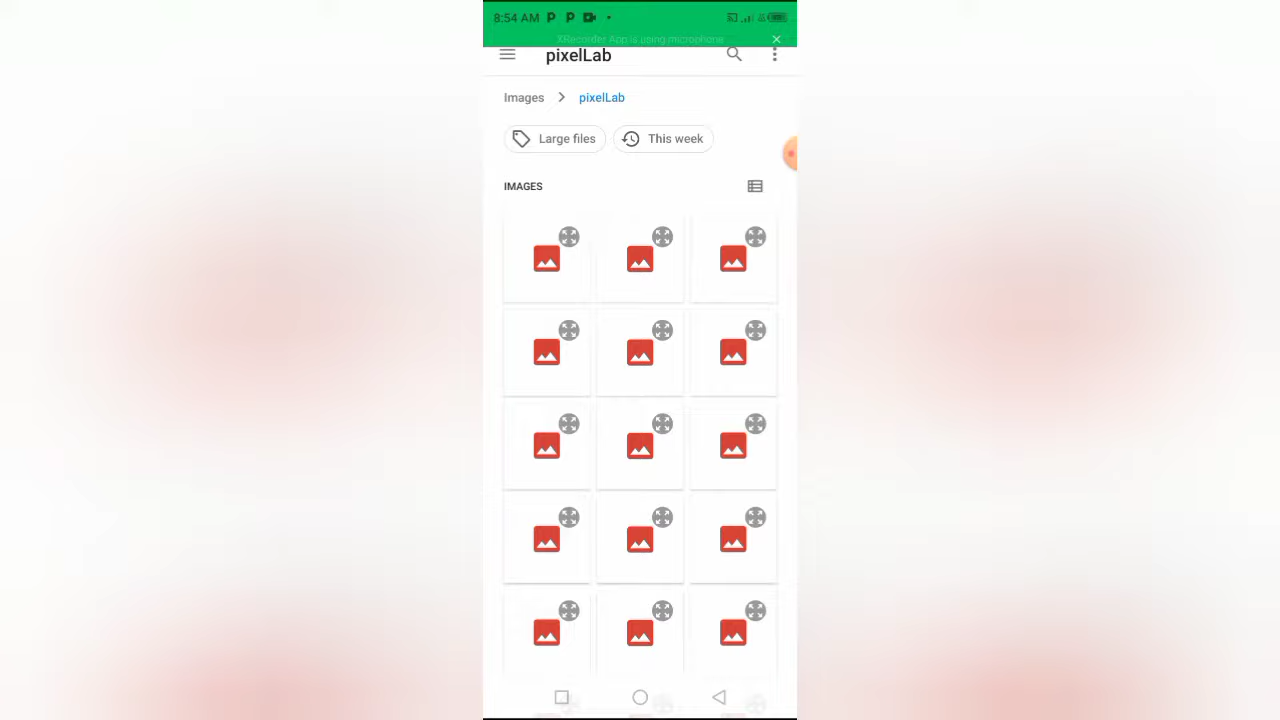 8:54 AM P P
XRecorder App is using microphone
pixelLab
Images > pixelLab
Large files This week
IMAGES